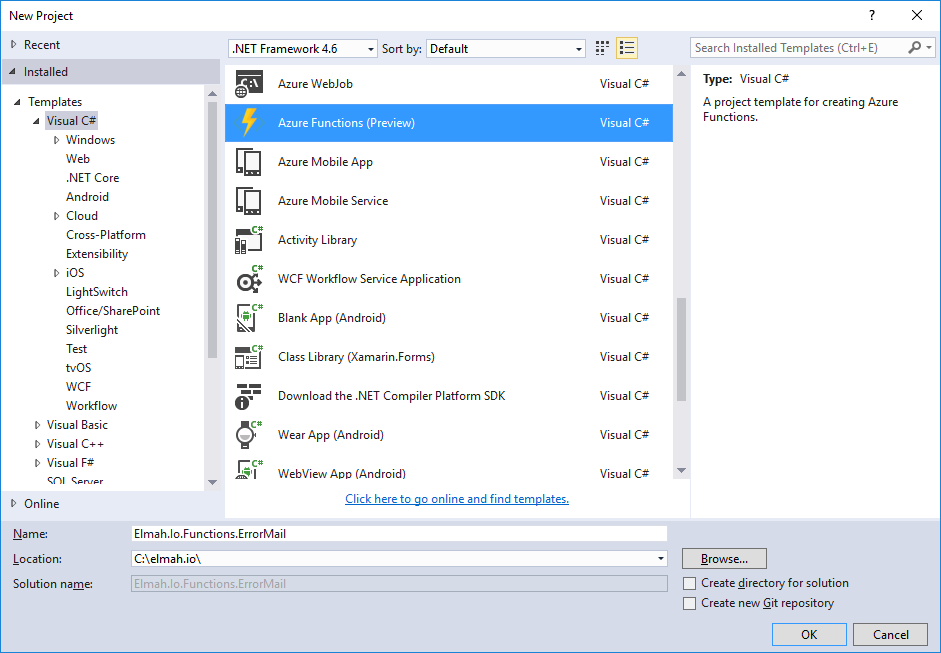 New Project
?
Recent
Installed
Templates
Visual C#
Windows
Web
.NET Core
Android
Cloud
Cross-Platform
Extensibility
iOS
LightSwitch
Office/SharePoint
Silverlight
Test
tvOS
WCF
Workflow
Visual Basic
Visual C++
Visual F#
SQL Server
Online
.NET Framework 4.6 Sort by: Default
Azure WebJob Visual C#
Azure Functions (Preview) Visual C#
Azure Mobile App Visual C#
Azure Mobile Service Visual C#
Activity Library Visual C#
WCF Workflow Service Application Visual C#
Blank App (Android) Visual C#
Class Library (Xamarin.Forms) Visual C#
Download the .NET Compiler Platform SDK Visual C#
Wear App (Android) Visual C#
WebView App (Android) Visual C#
Click here to go online and find templates.
Search Installed Templates (Ctrl+E)
Type: Visual C#
A project template for creating Azure
Functions.
Name: Elmah.Io.Functions.ErrorMail
Location: C:\elmah.io\ Browse...
Solution name: Elmah.Io.Functions.ErrorMail
Create directory for solution
Create new Git repository
OK Cancel